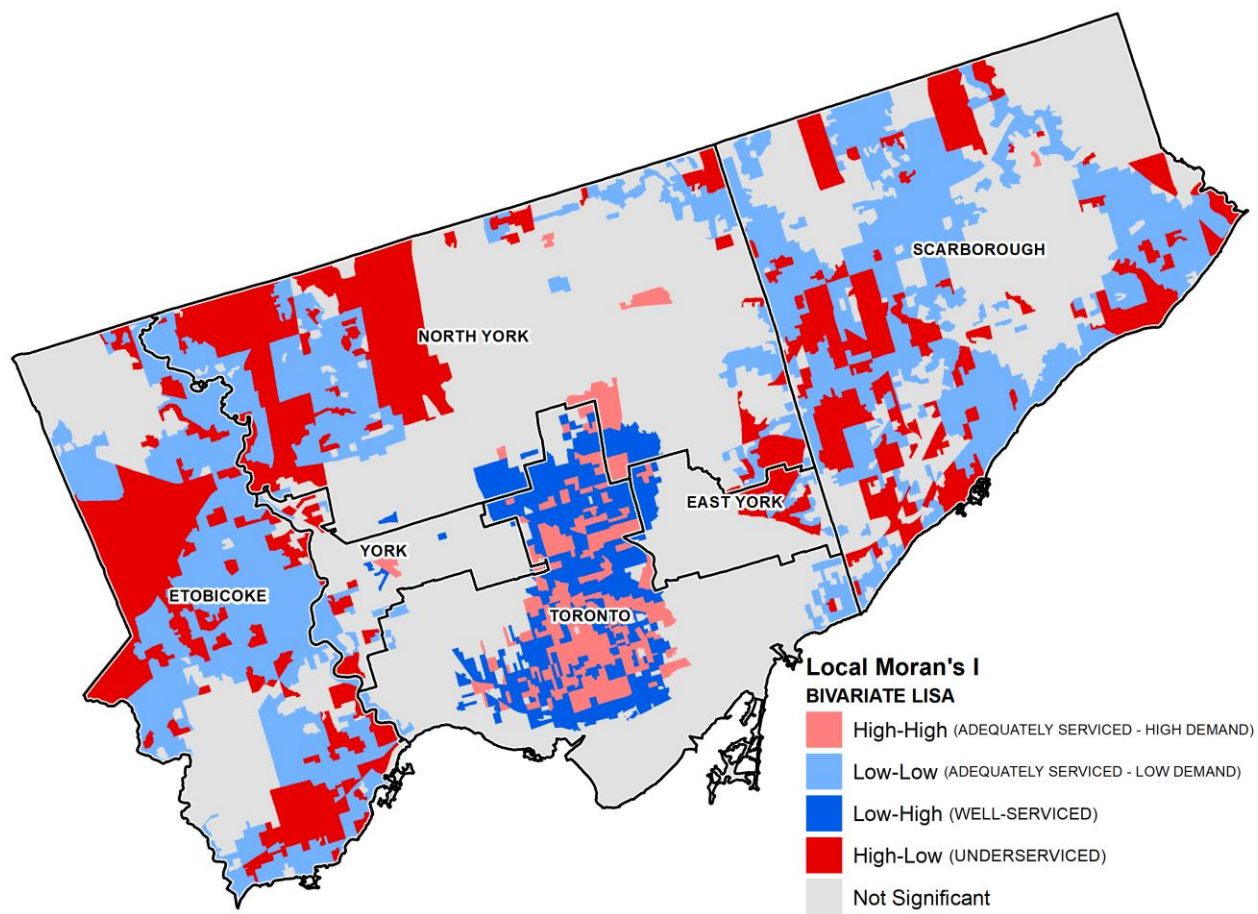 SCARBOROUGH
NORTH YORK
EAST YORK
YORK
ETOBICOKE
TORONTO
Local Moran's I
BIVARIATE LISA
High-High (ADEQUATELY SERVICED - HIGH DEMAND)
Low-Low (ADEQUATELY SERVICED - LOW DEMAND)
Low-High (WELL-SERVICED)
High-Low (UNDERSERVICED)
Not Significant